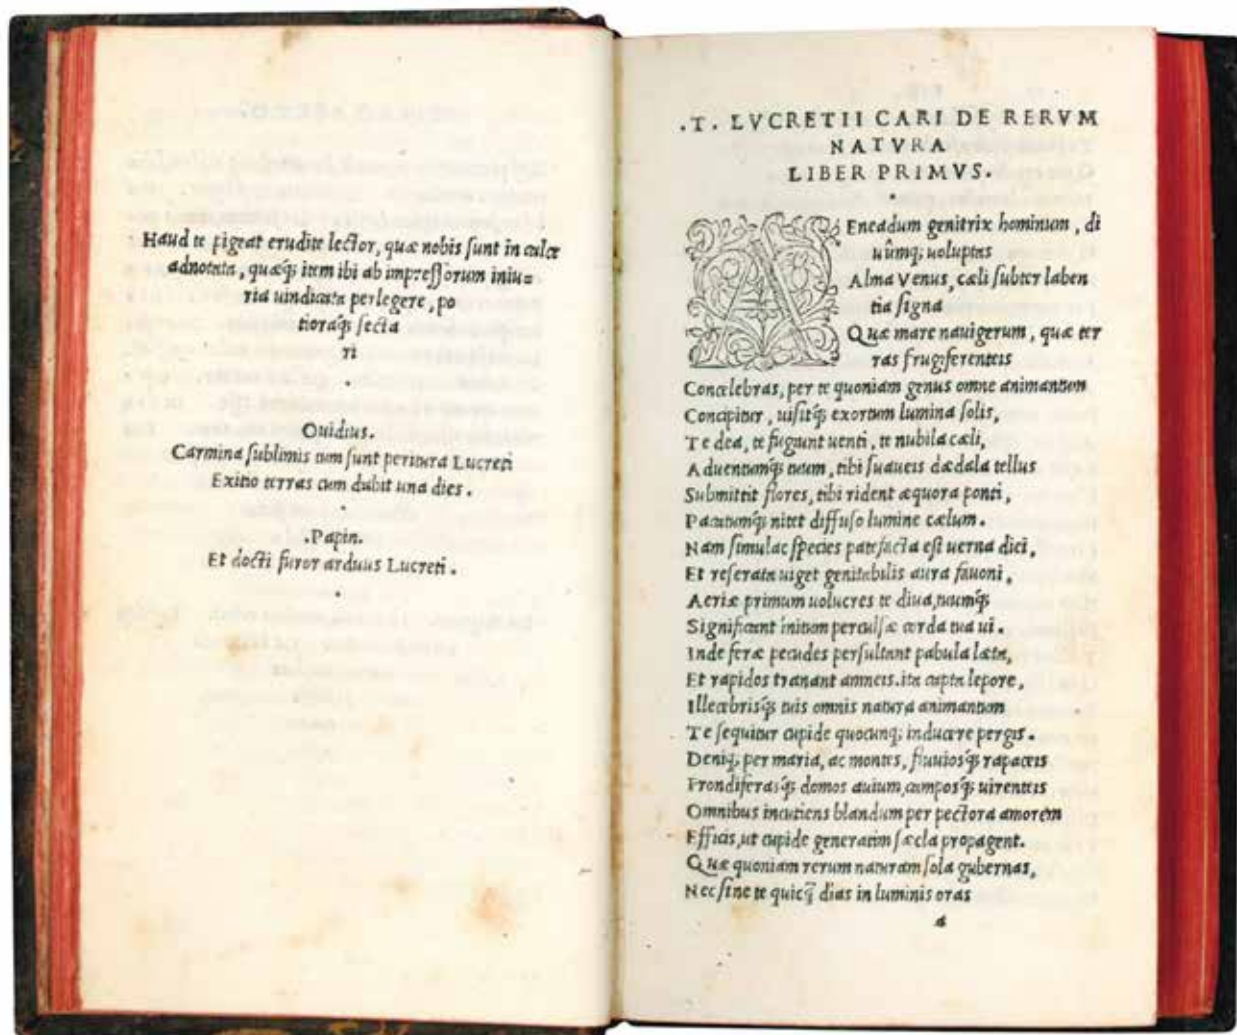 Haud te pigeat erudite lector, quæ nobis sunt in calce
adnotata, quæq; item ibi ab impressorum iniu=
ria uindicata perlegere, po
tioraq; secta
ri
.
Ouidius.
Carmina sublimis tum sunt peritura Lucreti
Exitio terras cum dabit una dies.
.
.Papin.
Et docti furor arduus Lucreti.
.
.T. LVCRETII CARI DE RERVM
NATVRA
LIBER PRIMVS.
.
AEneadum genitrix hominum, di
uûmq; uoluptas
Alma Venus, cæli subter laben
tia signa
Quæ mare nauigerum, quæ ter
ras frugiferenteis
Concelebras, per te quoniam genus omne animantum
Concipitur, uisitq; exortum lumina solis,
Te dea, te fugiunt uenti, te nubila cæli,
Aduentumq; tuum, tibi suaueis dædala tellus
Submittit flores, tibi rident æquora ponti,
Pacatumq; nitet diffuso lumine cælum.
Nam simulac species patefacta est uerna diei,
Et reserata uiget genitabilis aura fauoni,
Aeriæ primum uolucres te diua, tuumq;
Significant initum perculsæ corda tua ui.
Inde feræ pecudes persultant pabula læta,
Et rapidos tranant amneis. ita capta lepore,
Illecebrisq; tuis omnis natura animantum
Te sequitur cupide quocunq; inducere pergis.
Deniq; per maria, ac montes, fluuiosq; rapaceis
Frondiferasq; domos auium, camposq; uirenteis
Omnibus incutiens blandum per pectora amorem
Efficis, ut cupide generatim sæcla propagent.
Quæ quoniam rerum naturam sola gubernas,
Nec sine te quicq̃ dias in luminis oras
a